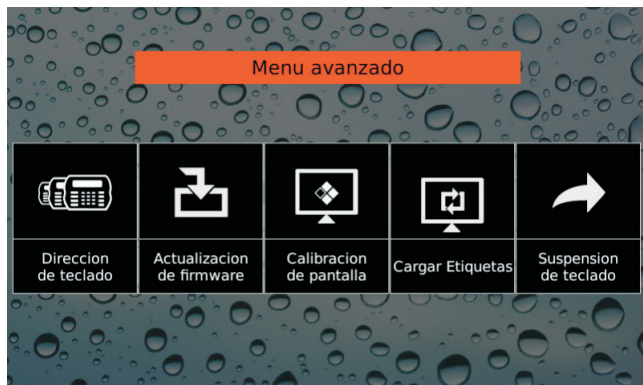 Menu avanzado
Direccion
de teclado
Actualizacion
de firmware
Calibracion
de pantalla
Cargar Etiquetas
Suspension
de teclado